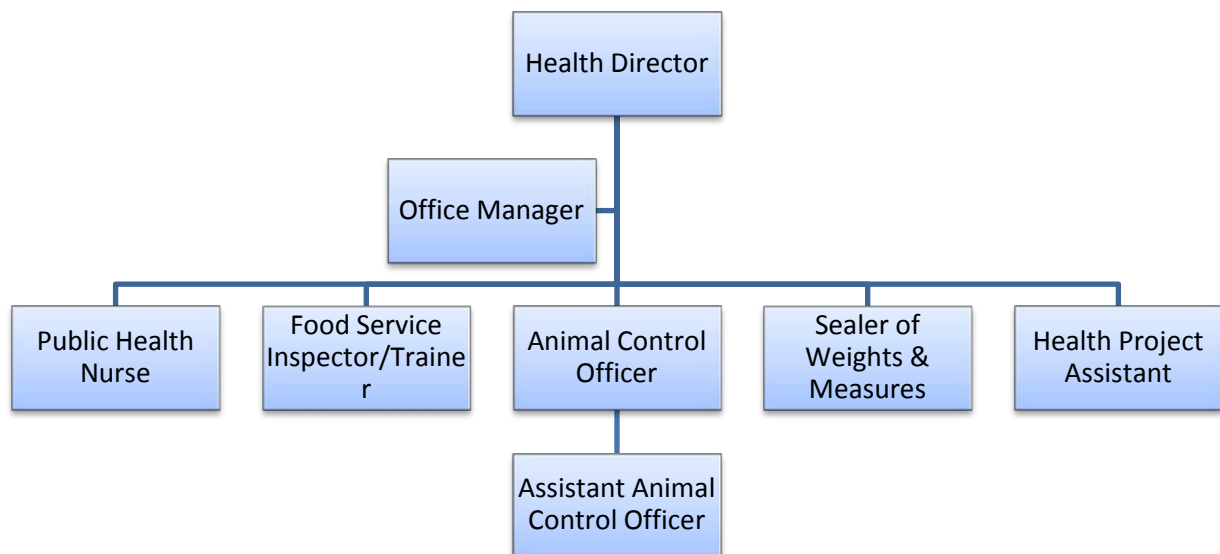 Health Director
Office Manager
Public Health
Nurse
Food Service
Inspector/Traine
r
Animal Control
Officer
Sealer of
Weights &
Measures
Health Project
Assistant
Assistant Animal
Control Officer